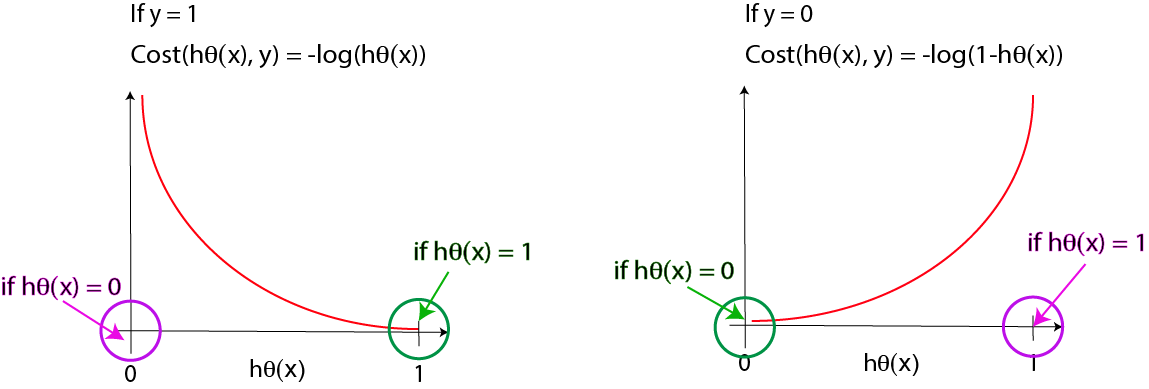 If y = 1
Cost(hθ(x), y) = -log(hθ(x))
if hθ(x) = 1
if hθ(x) = 0
0
hθ(x)
1
If y = 0
Cost(hθ(x), y) = -log(1-hθ(x))
if hθ(x) = 1
if hθ(x) = 0
0
hθ(x)
1